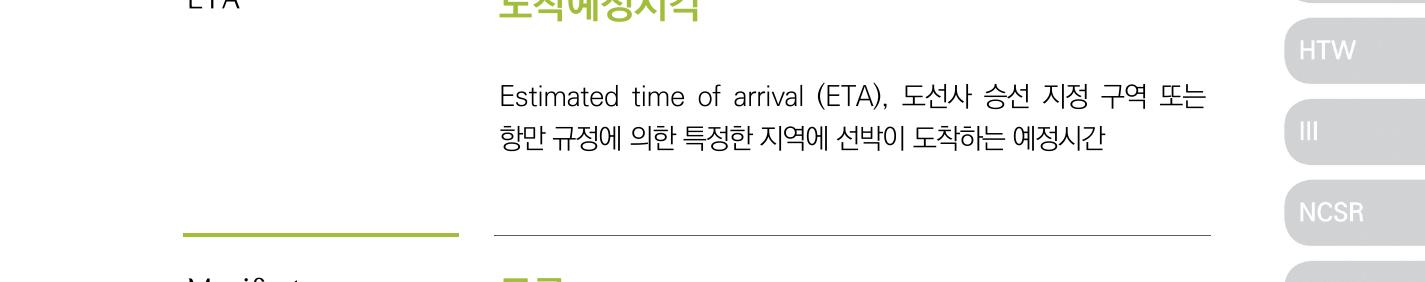 ETA
도착예정시각
HTW
Estimated time of arrival (ETA), 도선사 승선 지정 구역 또는
항만 규정에 의한 특정한 지역에 선박이 도착하는 예정시간
III
NCSR